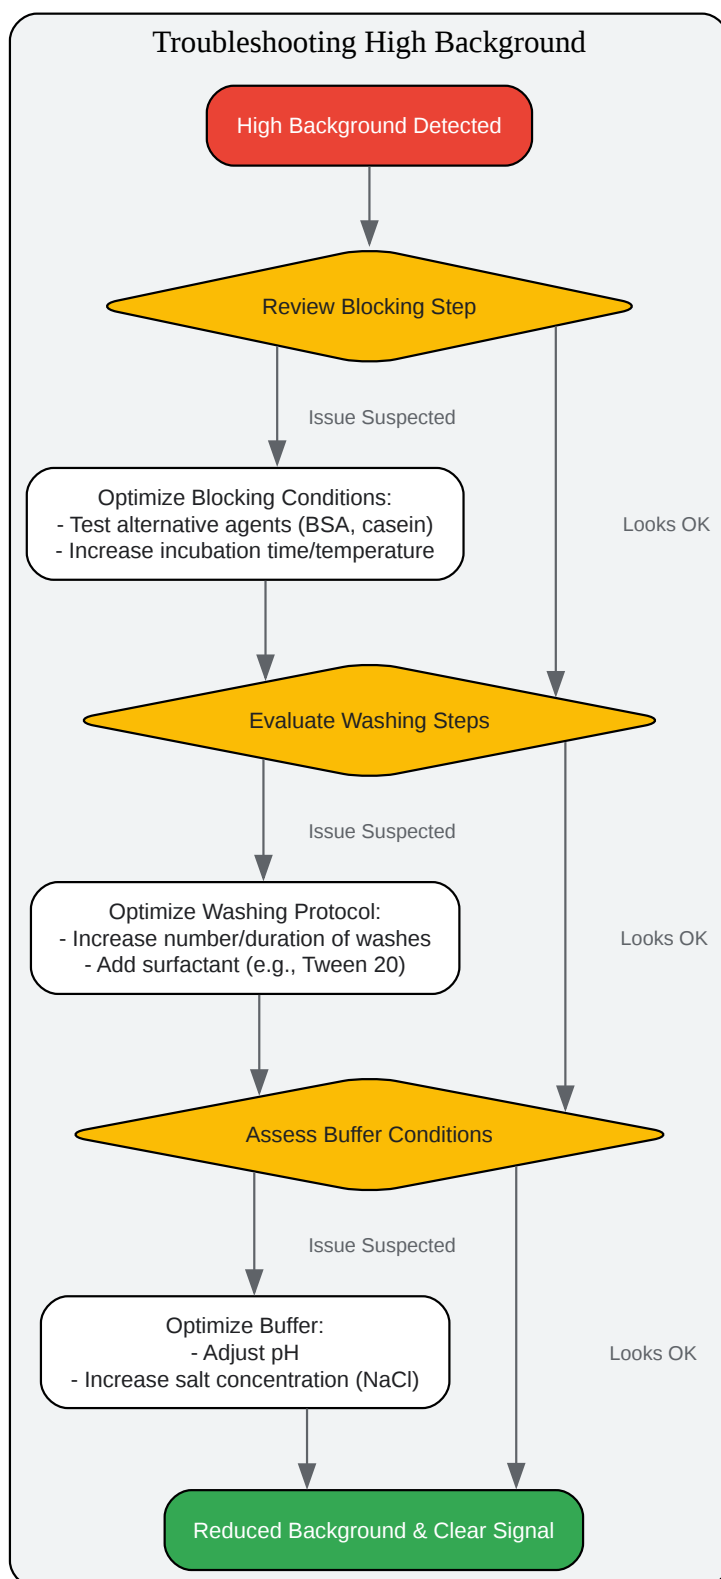 Troubleshooting High Background
High Background Detected
Review Blocking Step
Issue Suspected
Optimize Blocking Conditions:
- Test alternative agents (BSA, casein)
- Increase incubation time/temperature
Looks OK
Evaluate Washing Steps
Issue Suspected
Optimize Washing Protocol:
- Increase number/duration of washes
- Add surfactant (e.g., Tween 20)
Looks OK
Assess Buffer Conditions
Issue Suspected
Optimize Buffer:
- Adjust pH
- Increase salt concentration (NaCl)
Looks OK
Reduced Background & Clear Signal